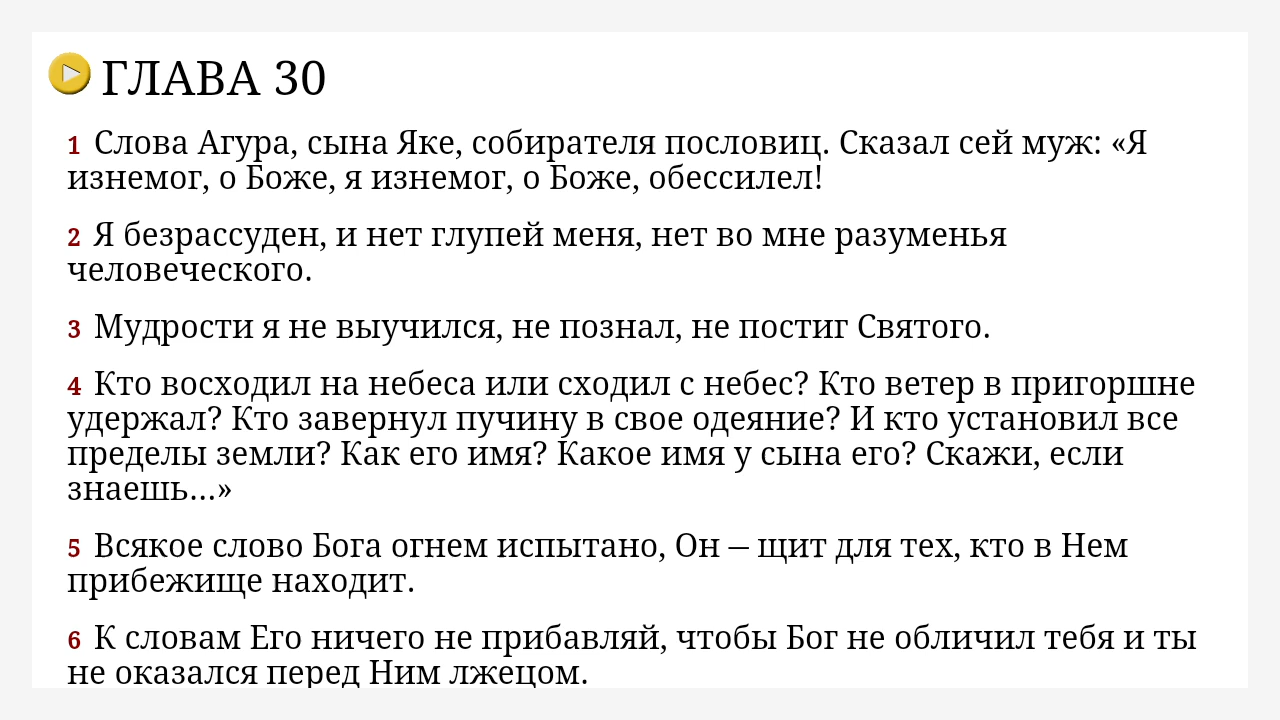 ГЛАВА 30
1 Слова Агура, сына Яке, собирателя пословиц. Сказал сей муж: «Я
изнемог, о Боже, я изнемог, о Боже, обессилел!
2 Я безрассуден, и нет глупей меня, нет во мне разуменья
человеческого.
3 Мудрости я не выучился, не познал, не постиг Святого.
4 Кто восходил на небеса или сходил с небес? Кто ветер в пригоршне
удержал? Кто завернул пучину в свое одеяние? И кто установил все
пределы земли? Как его имя? Какое имя у сына его? Скажи, если
знаешь…»
5 Всякое слово Бога огнем испытано, Он – щит для тех, кто в Нем
прибежище находит.
6 К словам Его ничего не прибавляй, чтобы Бог не обличил тебя и ты
не оказался перед Ним лжецом.